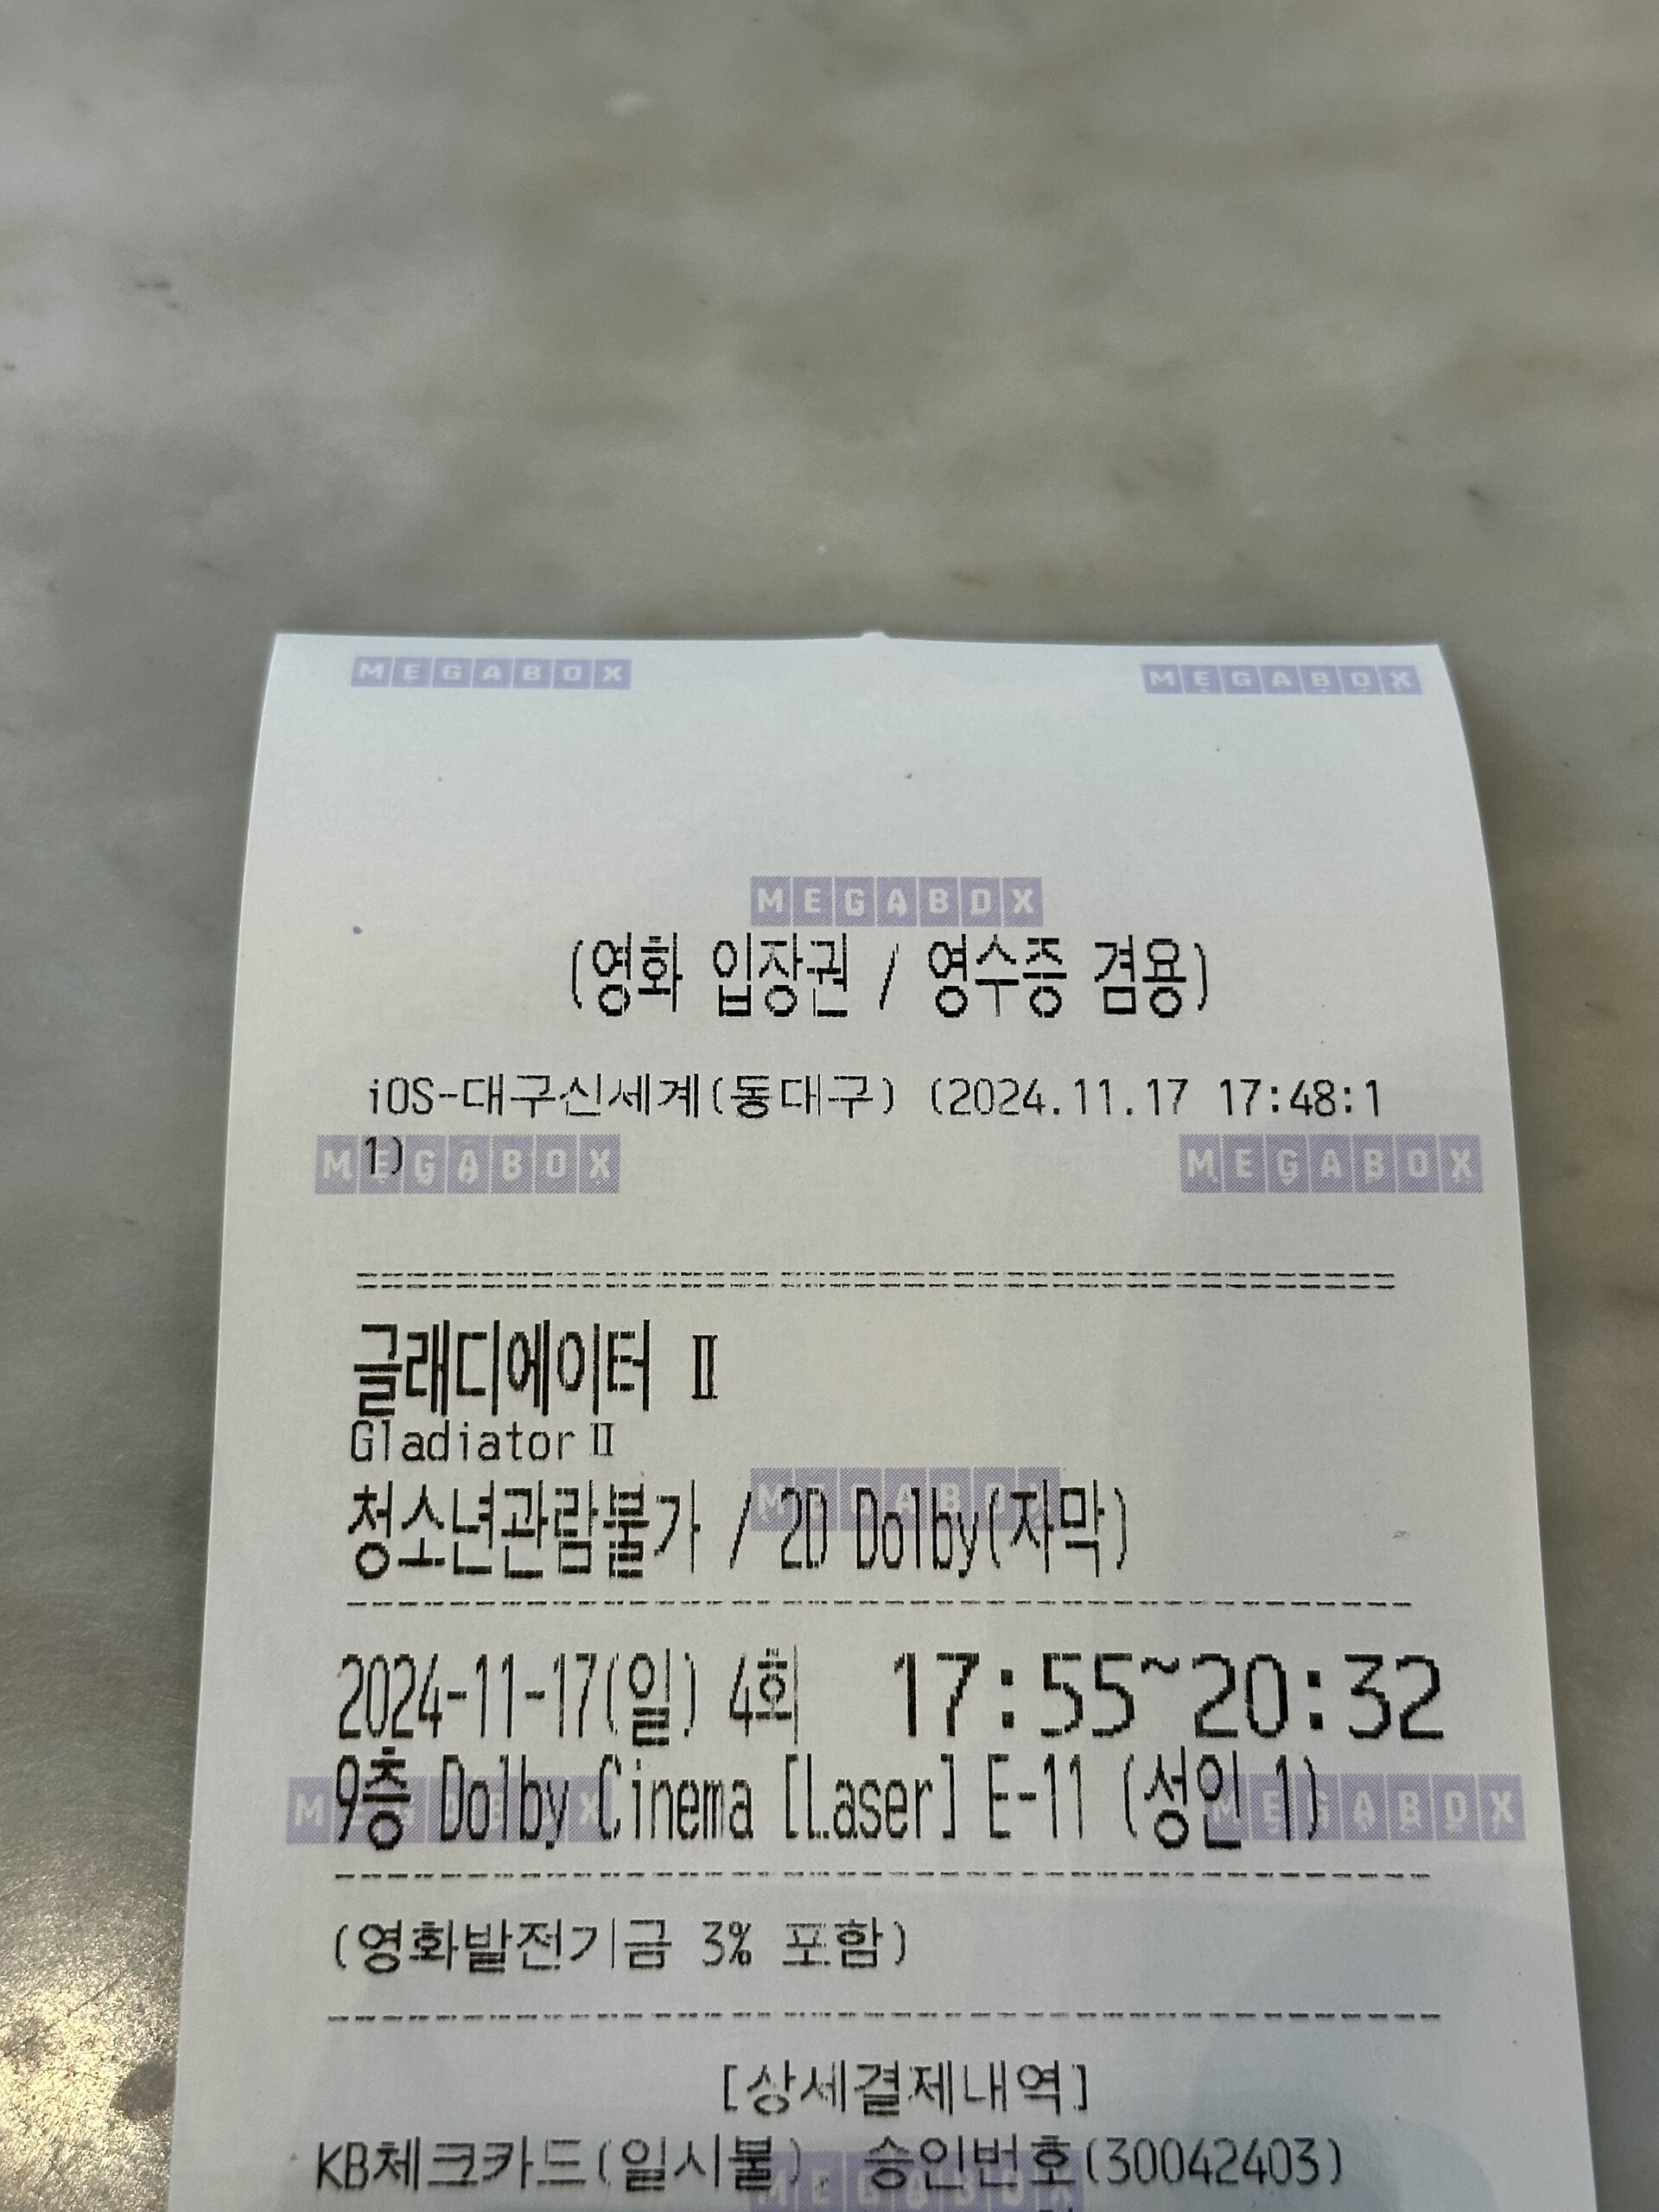 MEGABOX MEGABOX
MEGABOX
(영화 입장권 / 영수증 겸용)
iOS-대구신세계(동대구) (2024.11.17 17:48:1
1)
MEGABOX MEGABOX
글래디에이터 Ⅱ
GladiatorⅡ
MEGABOX
청소년관람불가 / 2D Dolby(자막)
2024-11-17(일) 4회 17:55~20:32
9층 Dolby Cinema [Laser] E-11 (성인 1)
MEGABOX MEGABOX
(영화발전기금 3% 포함)
[상세결제내역]
KB체크카드(일시불), 승인번호(30042403)
MEGABOX